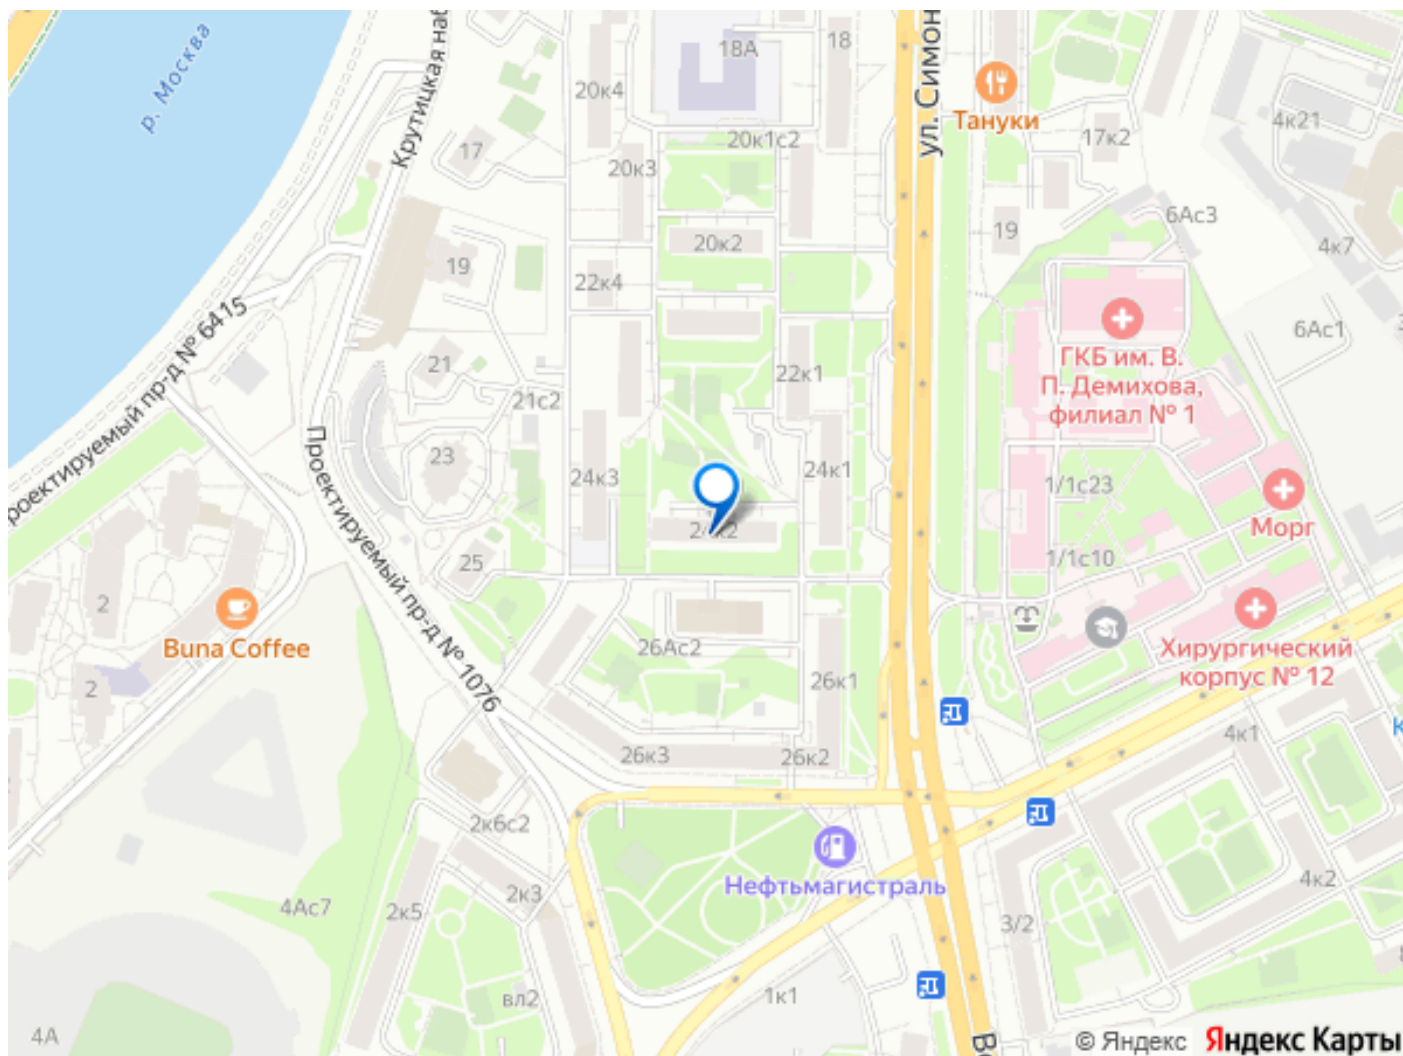 р. Москва
Крутицкая наб
18А
18
ул. Симон
20к4
Тануки
17к2
4к21
17
20к3
20к1с2
6Ас3
20к2
19
4к7
19
22к4
Проектируемый пр-д № 6415
6Ас1
21
22к1
ГКБ им. В.
П. Демихова,
филиал № 1
21с2
23
24к3
24к1
1/1с23
Морг
24к2
25
1/1с10
Проектируемый пр-д № 1076
2
Buna Coffee
26Ас2
Хирургический
корпус № 12
2
26к1
26к3
26к2
4к1
К
2к6с2
Нефтьмагистраль
2к3
4Ас7
2к5
4к2
3/2
вл2
1к1
4А
Во
© Яндекс Яндекс Карты